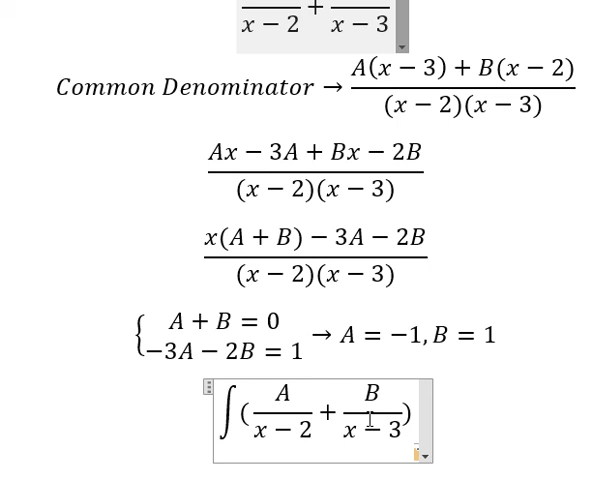 /(x − 2) + /(x − 3)
Common Denominator → (A(x − 3) + B(x − 2))/((x − 2)(x − 3))
(Ax − 3A + Bx − 2B)/((x − 2)(x − 3))
(x(A + B) − 3A − 2B)/((x − 2)(x − 3))
{ A + B = 0
−3A − 2B = 1 → A = −1, B = 1
∫(A/(x − 2) + B/(x − 3))